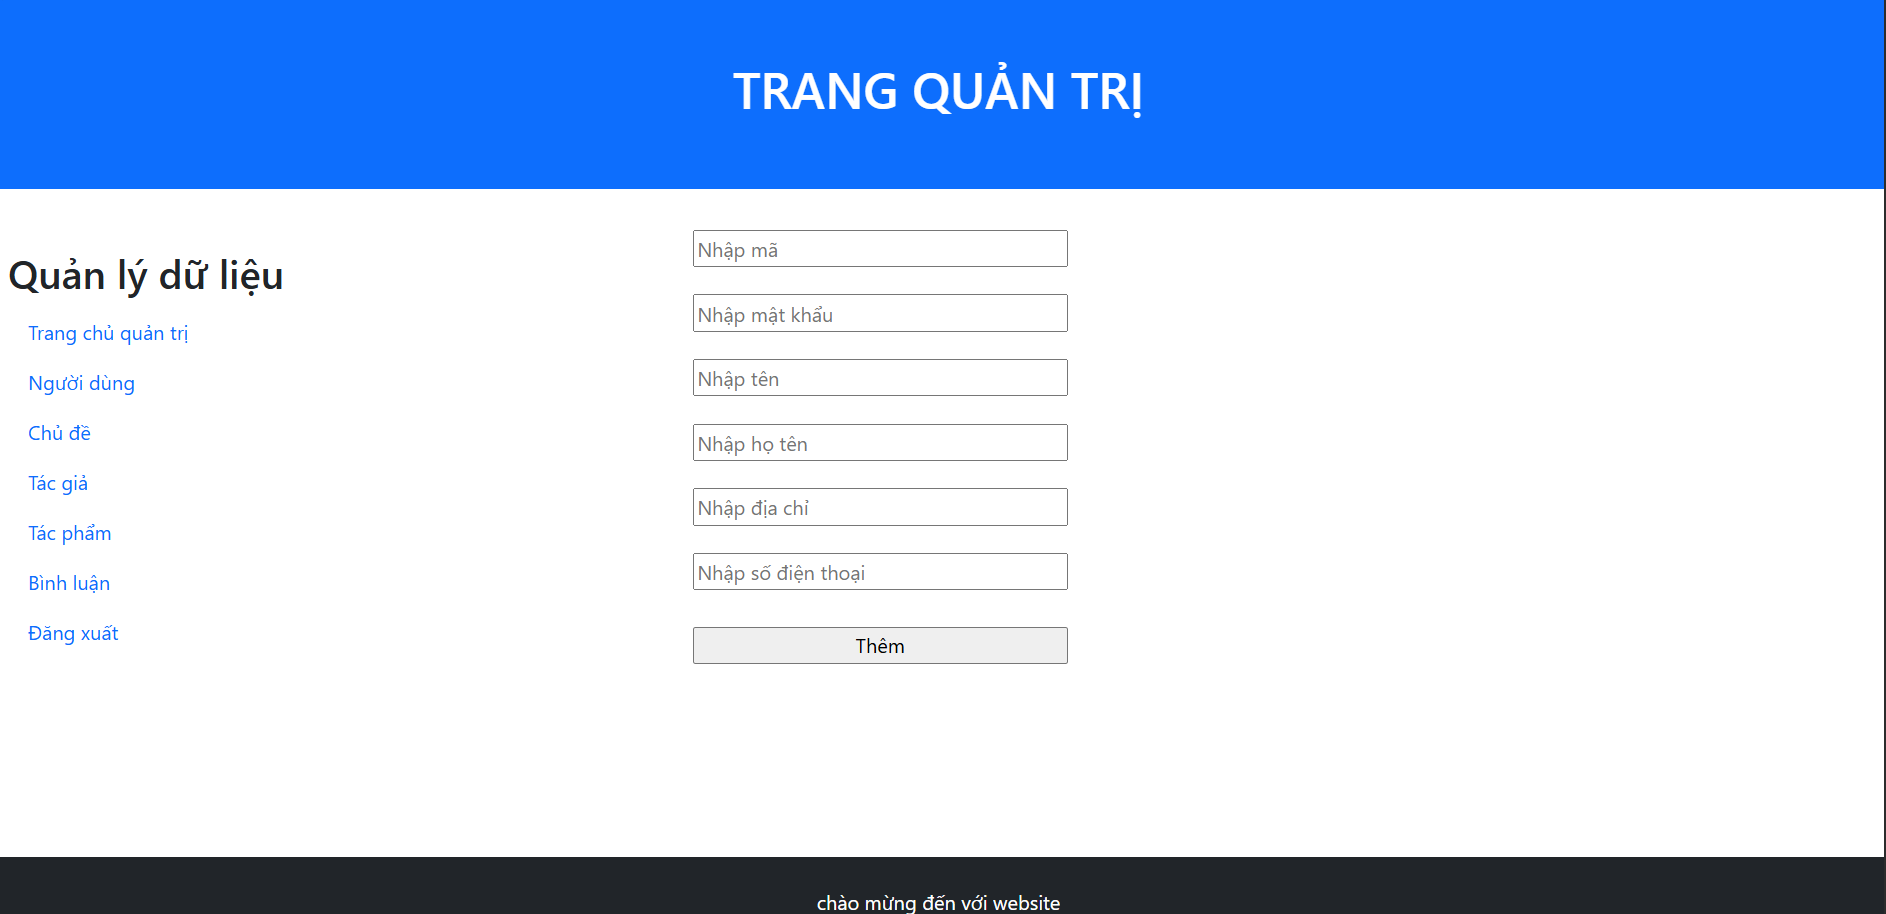 TRANG QUẢN TRỊ
Quản lý dữ liệu
Trang chủ quản trị
Người dùng
Chủ đề
Tác giả
Tác phẩm
Bình luận
Đăng xuất
Nhập mã
Nhập mật khẩu
Nhập tên
Nhập họ tên
Nhập địa chỉ
Nhập số điện thoại
Thêm
chào mừng đến với website